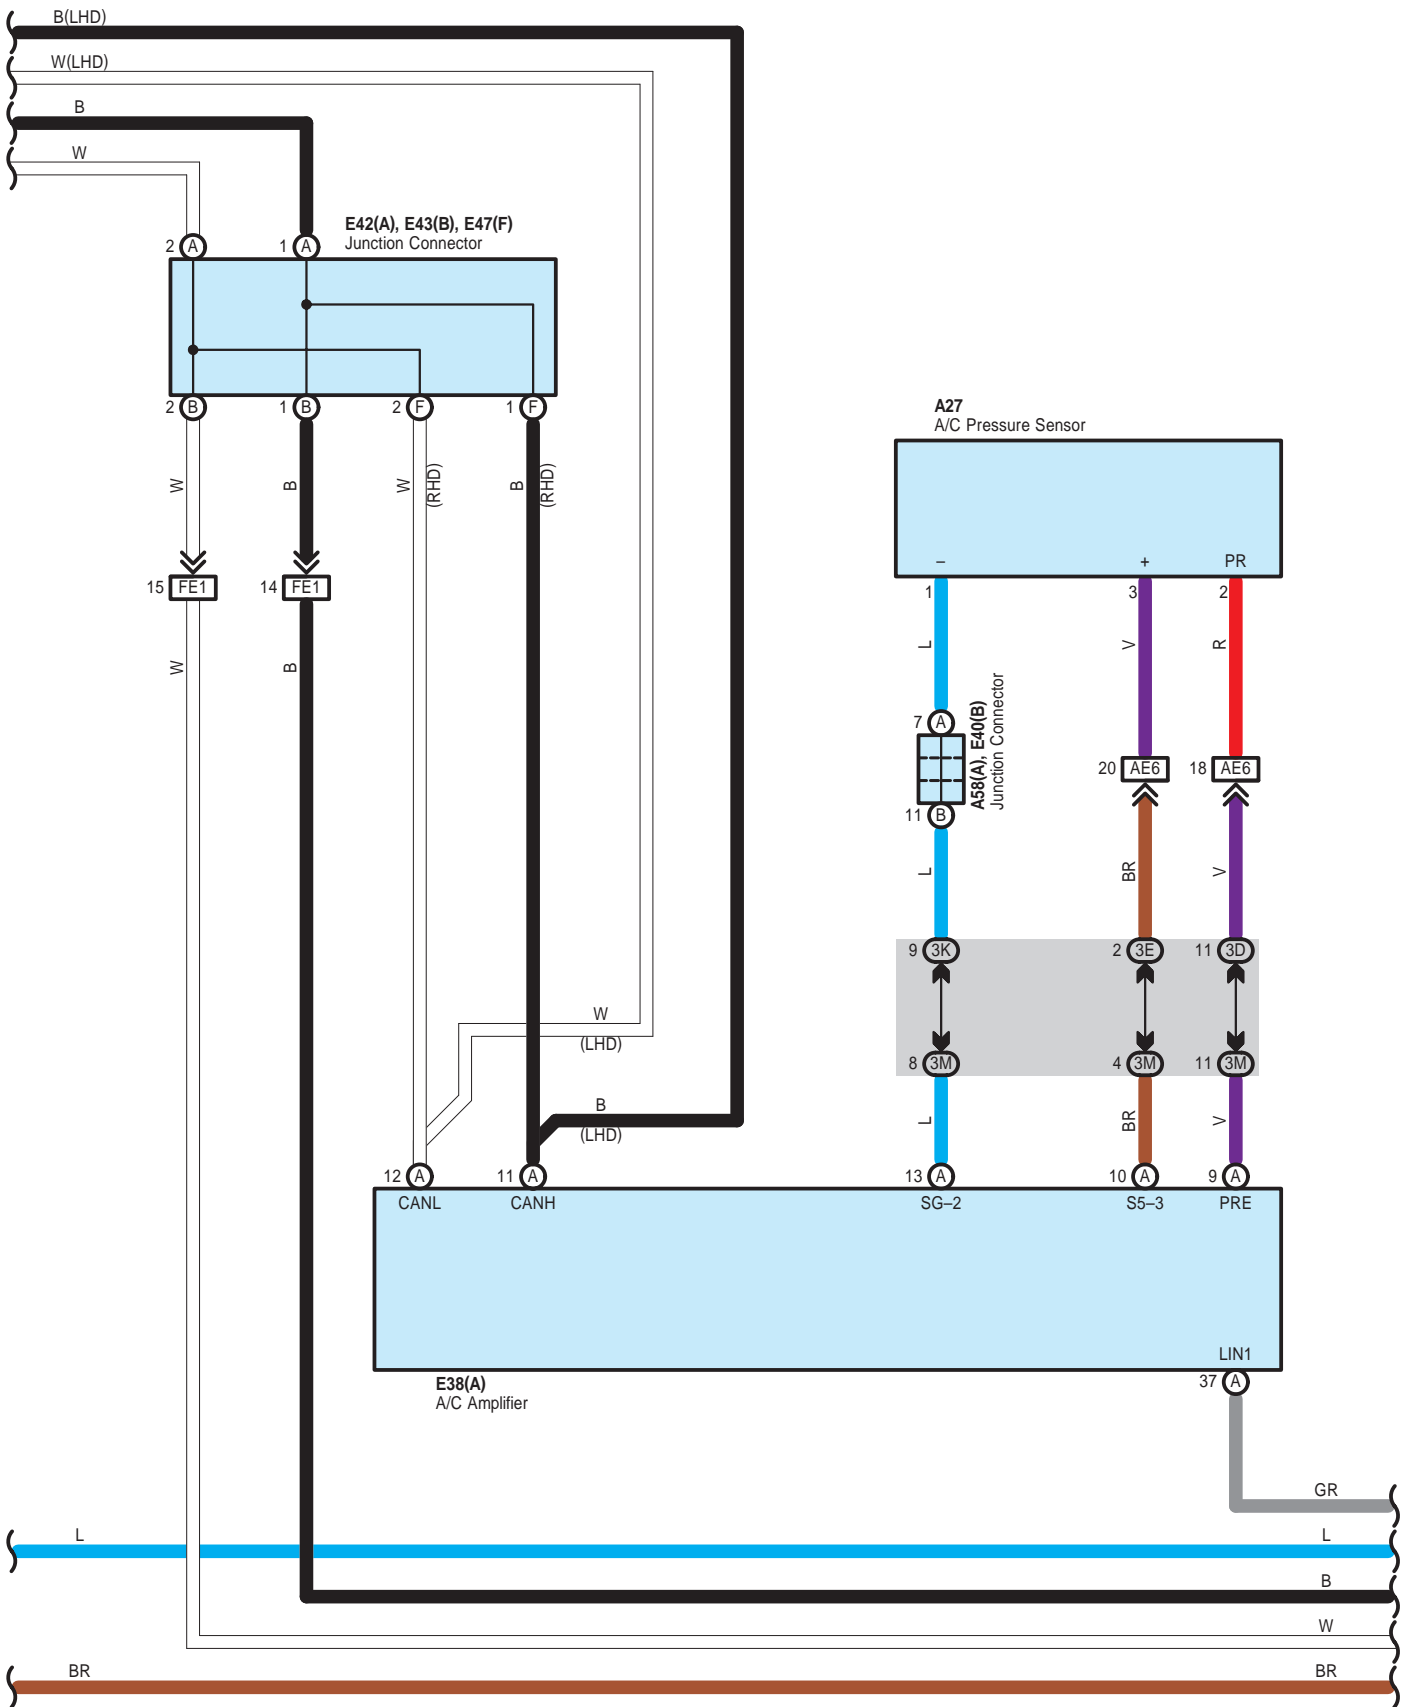 B(LHD)
W(LHD)
B
W
E42(A), E43(B), E47(F)
Junction Connector
2 A
1 A
2 B
1 B
2 F
1 F
W
B
W
(RHD)
B
(RHD)
15 FE1
14 FE1
W
B
A27
A/C Pressure Sensor
–
+
PR
1
3
2
L
V
R
7 A
A58(A), E40(B)
Junction Connector
11 B
20 AE6
18 AE6
L
BR
V
9 3K
2 3E
11 3D
8 3M
4 3M
11 3M
W
(LHD)
B
(LHD)
L
BR
V
12 A
11 A
13 A
10 A
9 A
CANL
CANH
SG–2
S5–3
PRE
LIN1
37 A
E38(A)
A/C Amplifier
GR
L
L
B
W
BR
BR